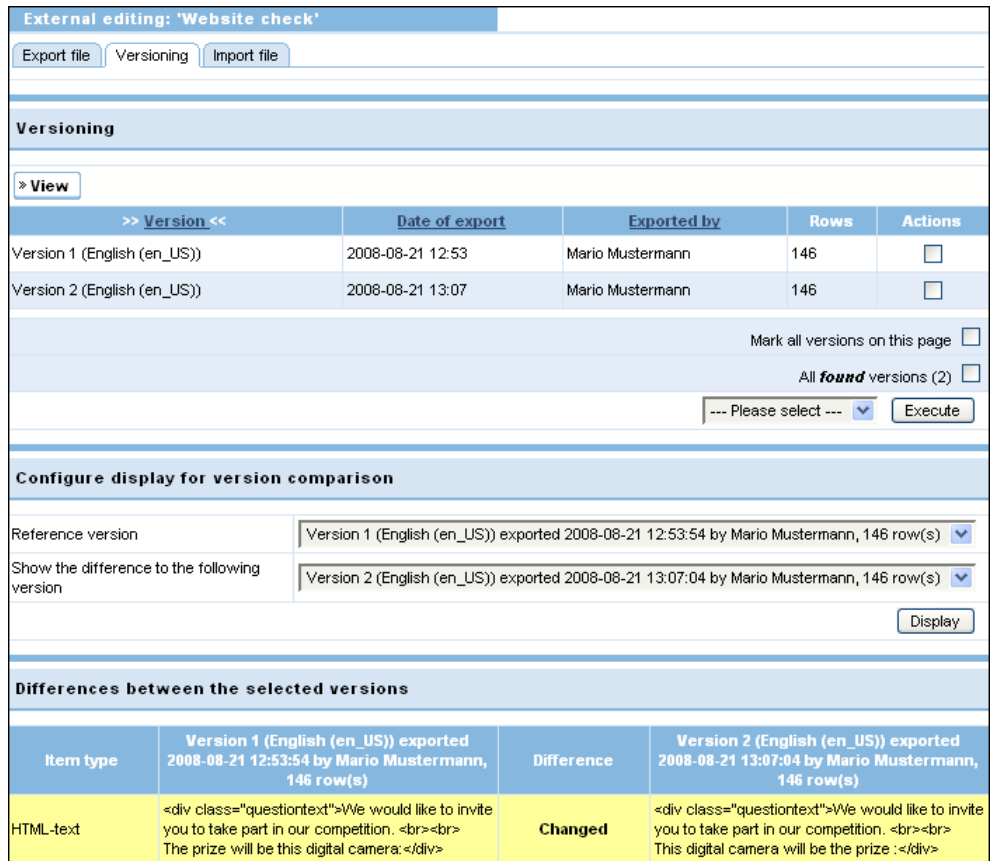 External editing: 'Website check'
Export file Versioning Import file
Versioning
» View
>> Version << Date of export Exported by Rows Actions
Version 1 (English (en_US)) 2008-08-21 12:53 Mario Mustermann 146
Version 2 (English (en_US)) 2008-08-21 13:07 Mario Mustermann 146
Mark all versions on this page
All found versions (2)
--- Please select --- Execute
Configure display for version comparison
Reference version Version 1 (English (en_US)) exported 2008-08-21 12:53:54 by Mario Mustermann, 146 row(s)
Show the difference to the following
version
Version 2 (English (en_US)) exported 2008-08-21 13:07:04 by Mario Mustermann, 146 row(s)
Display
Differences between the selected versions
Item type
Version 1 (English (en_US)) exported
2008-08-21 12:53:54 by Mario Mustermann,
146 row(s)
Difference
Version 2 (English (en_US)) exported
2008-08-21 13:07:04 by Mario Mustermann,
146 row(s)
HTML-text
<div class="questiontext">We would like to invite
you to take part in our competition. <br><br>
The prize will be this digital camera:</div>
Changed
<div class="questiontext">We would like to invite
you to take part in our competition. <br><br>
This digital camera will be the prize :</div>